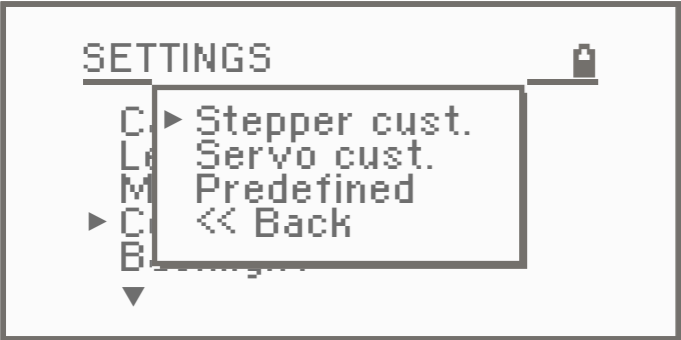 SETTINGS
Stepper cust.
Servo cust.
Predefined
<< Back